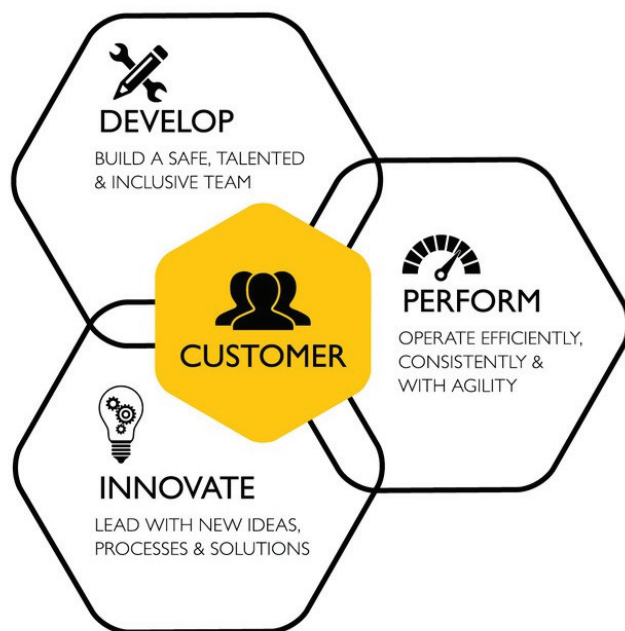 DEVELOP
BUILD A SAFE, TALENTED
& INCLUSIVE TEAM
CUSTOMER
PERFORM
OPERATE EFFICIENTLY,
CONSISTENTLY &
WITH AGILITY
INNOVATE
LEAD WITH NEW IDEAS,
PROCESSES & SOLUTIONS